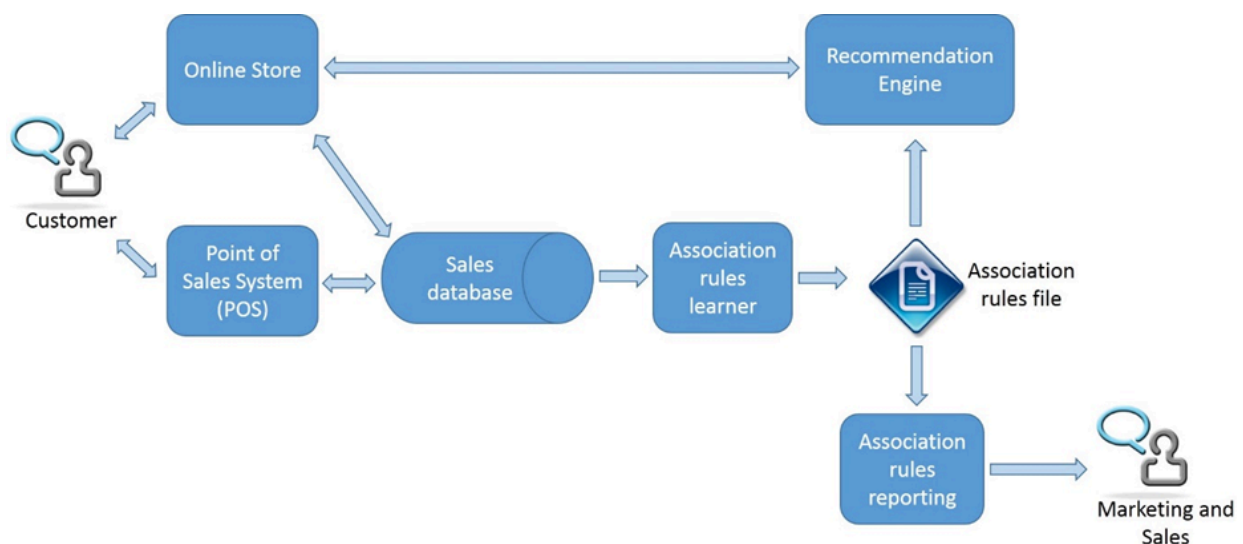 Online Store
Recommendation
Engine
Customer
Point of
Sales System
(POS)
Sales
database
Association
rules
learner
Association
rules file
Association
rules
reporting
Marketing and
Sales